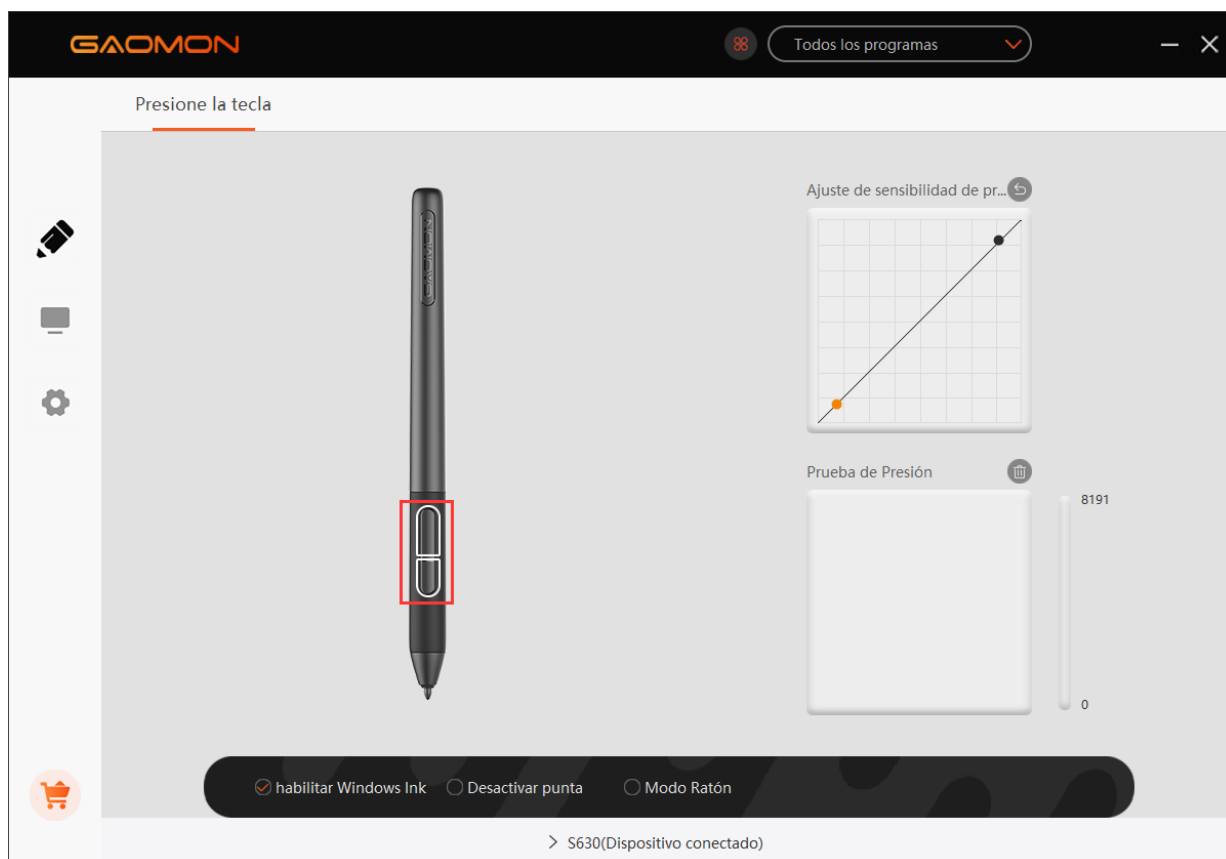 GAOMON
Todos los programas
Presione la tecla
GAOMON
Ajuste de sensibilidad de pr...
Prueba de Presión
8191
0
habilitar Windows Ink
Desactivar punta
Modo Ratón
S630(Dispositivo conectado)